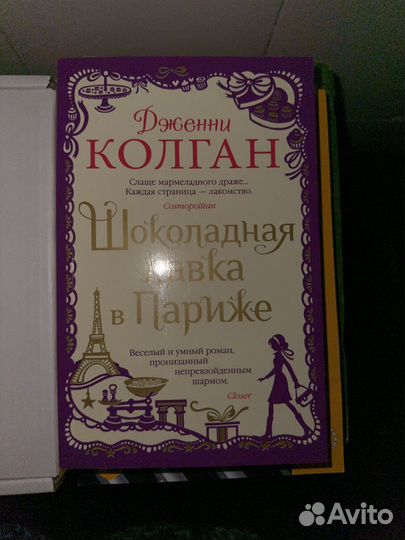 Дженни
КОЛГАН
Слаще мармеладного драже...
Каждая страница — лакомство.
Cosmopolitan
Шоколадная
лавка
в Париже
Веселый и умный роман,
пронизанный
непревзойденным
шармом.
Closer
Avito